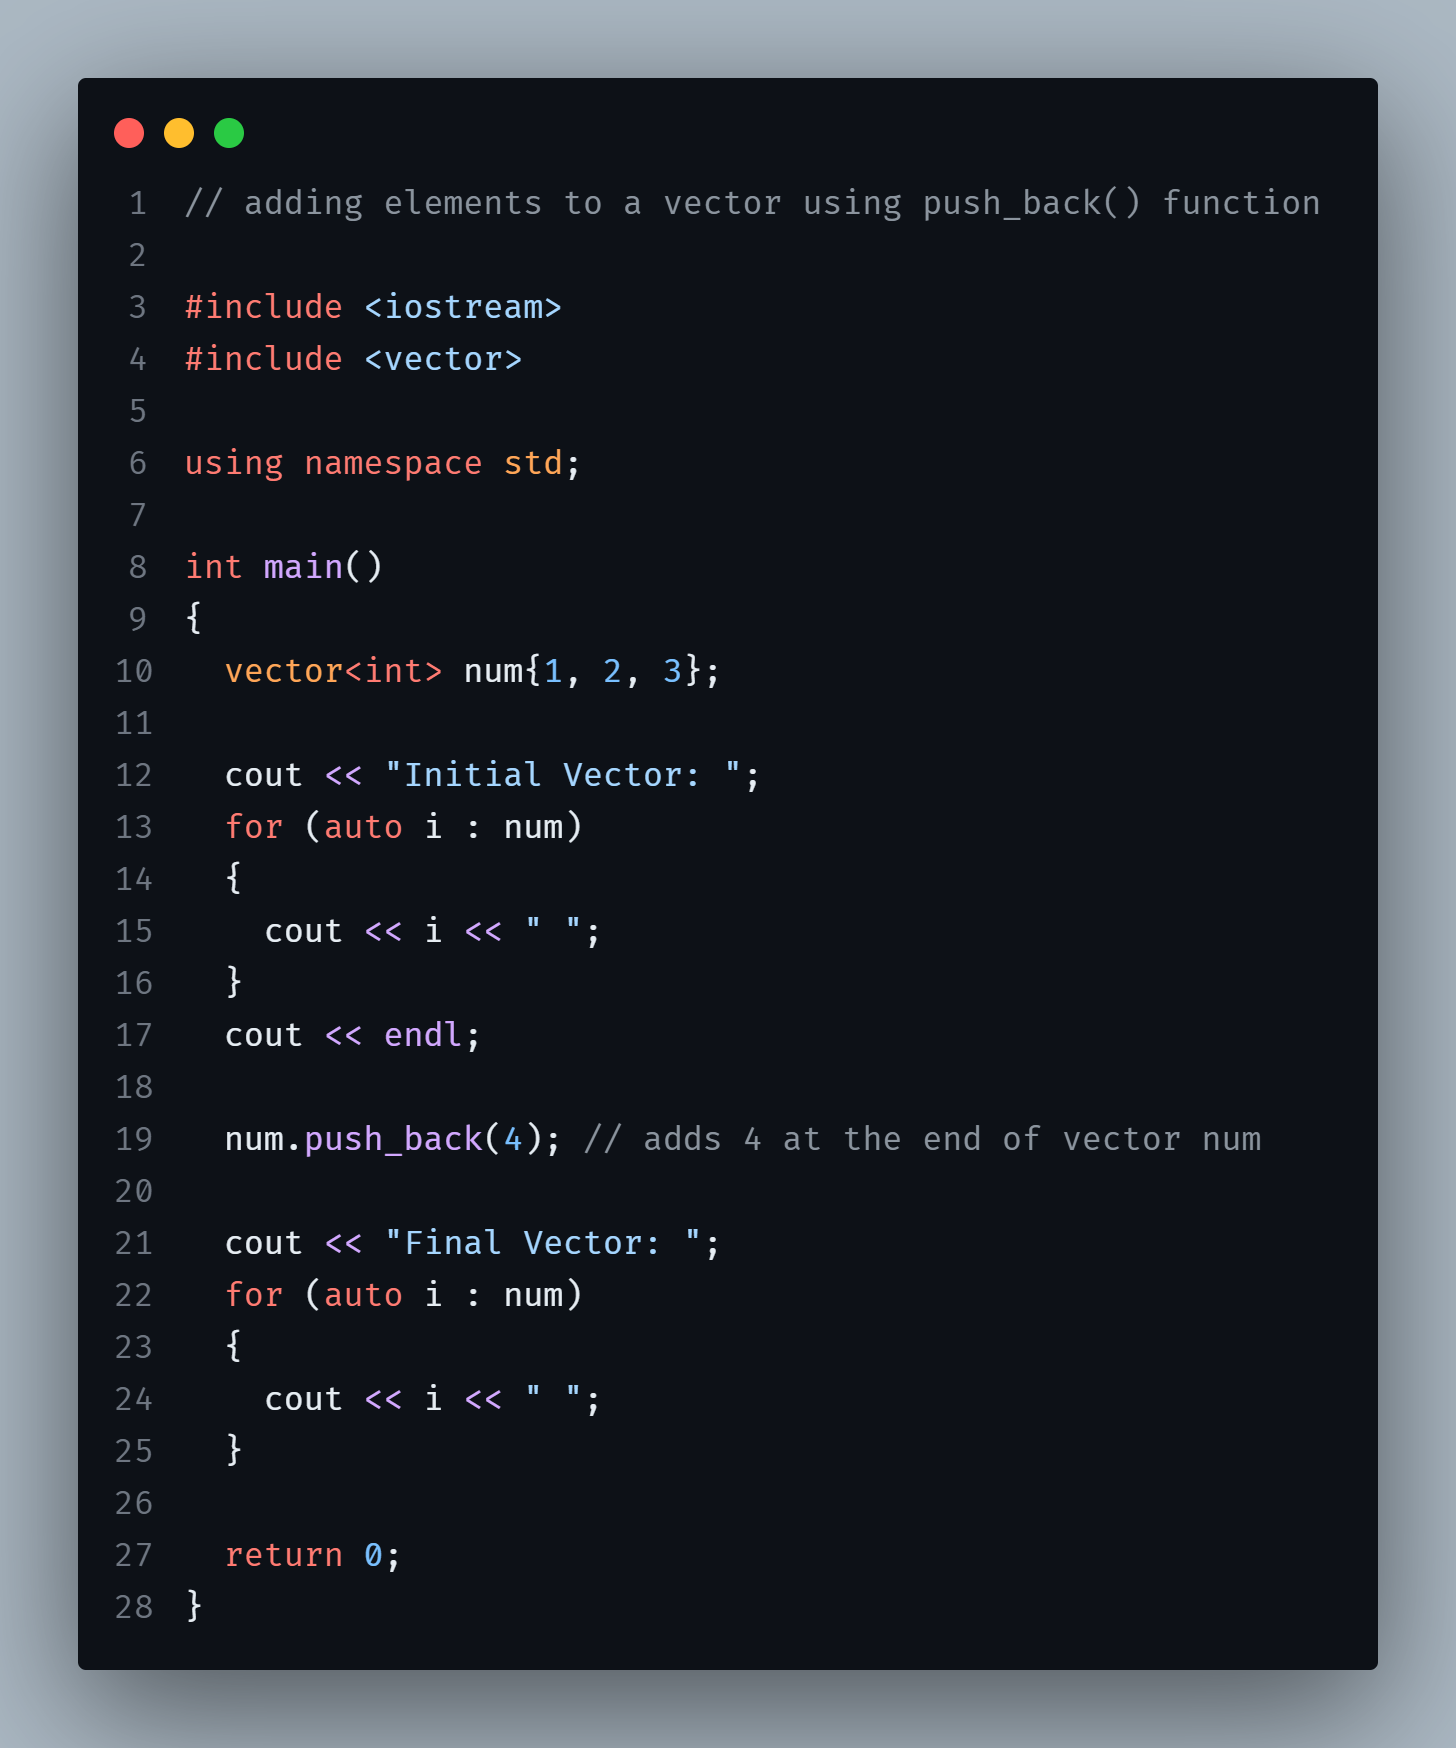 1 // adding elements to a vector using push_back() function
2
3 #include <iostream>
4 #include <vector>
5
6 using namespace std;
7
8 int main()
9 {
10   vector<int> num{1, 2, 3};
11
12   cout << "Initial Vector: ";
13   for (auto i : num)
14   {
15     cout << i << " ";
16   }
17   cout << endl;
18
19   num.push_back(4); // adds 4 at the end of vector num
20
21   cout << "Final Vector: ";
22   for (auto i : num)
23   {
24     cout << i << " ";
25   }
26
27   return 0;
28 }